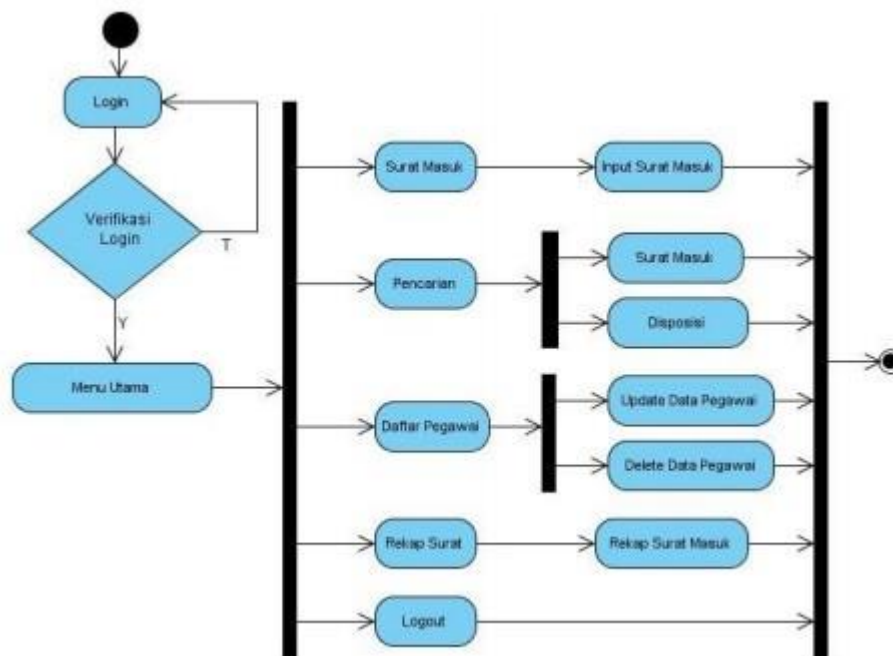 Login
Verifikasi
Login
T
Y
Menu Utama
Surat Masuk
Input Surat Masuk
Pencarian
Surat Masuk
Disposisi
Daftar Pegawai
Update Data Pegawai
Delete Data Pegawai
Rekap Surat
Rekap Surat Masuk
Logout